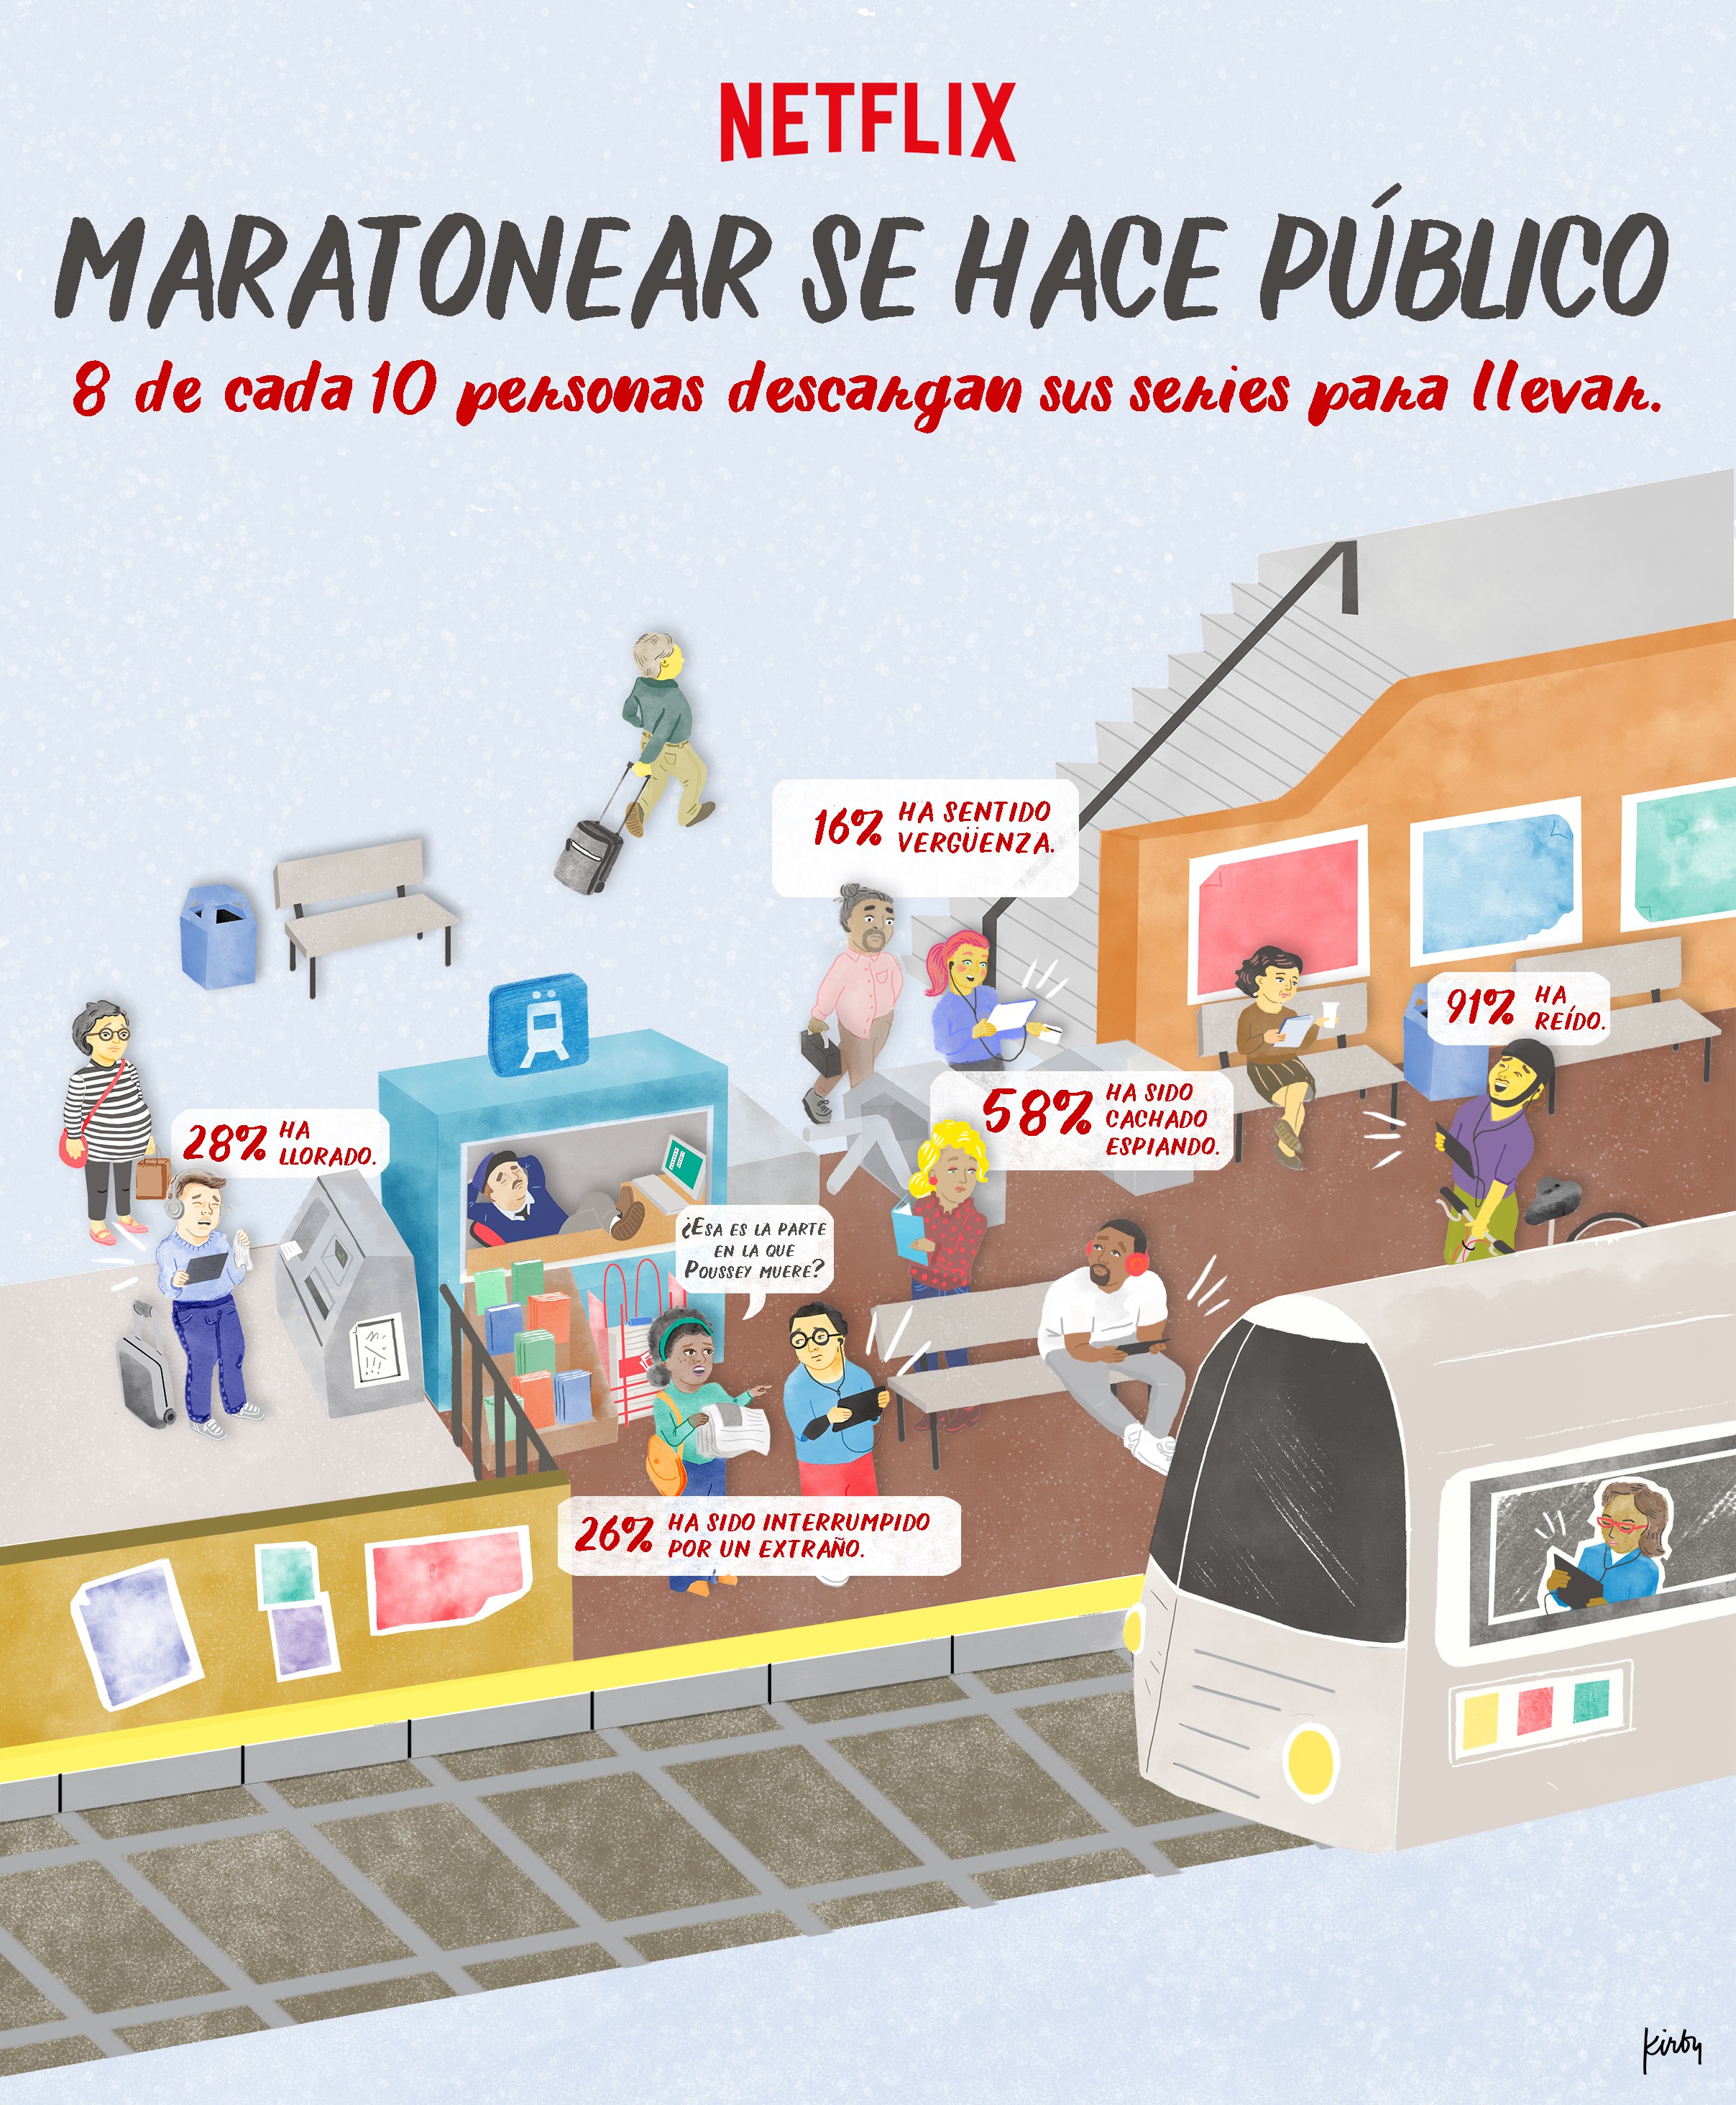 NETFLIX
MARATONEAR SE HACE PÚBLICO
8 de cada 10 personas descargan sus series para llevar.
16% HA SENTIDO
VERGÜENZA.
91% HA
REÍDO.
58% HA SIDO
CACHADO
ESPIANDO.
28% HA
LLORADO.
¿ESA ES LA PARTE
EN LA QUE
POUSSEY MUERE?
26% HA SIDO INTERRUMPIDO
POR UN EXTRAÑO.
Kirby